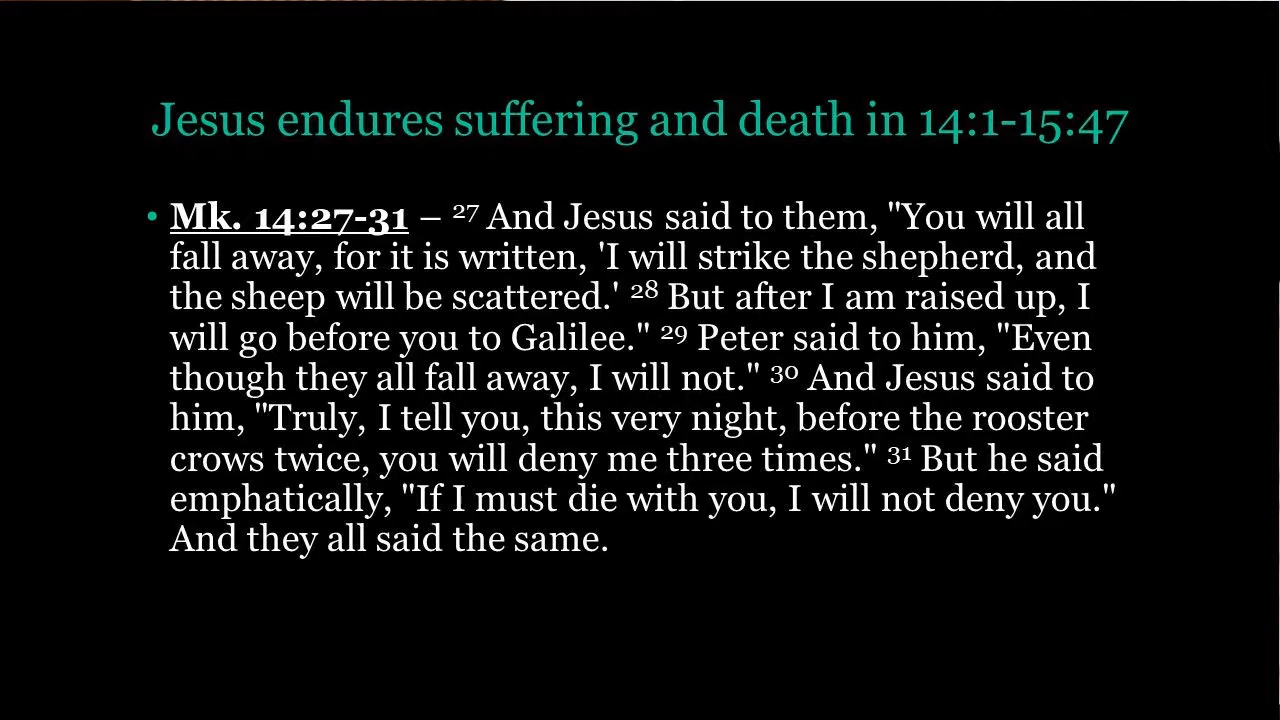 Jesus endures suffering and death in 14:1-15:47
• Mk. 14:27-31 – 27 And Jesus said to them, "You will all
fall away, for it is written, 'I will strike the shepherd, and
the sheep will be scattered.' 28 But after I am raised up, I
will go before you to Galilee." 29 Peter said to him, "Even
though they all fall away, I will not." 30 And Jesus said to
him, "Truly, I tell you, this very night, before the rooster
crows twice, you will deny me three times." 31 But he said
emphatically, "If I must die with you, I will not deny you."
And they all said the same.